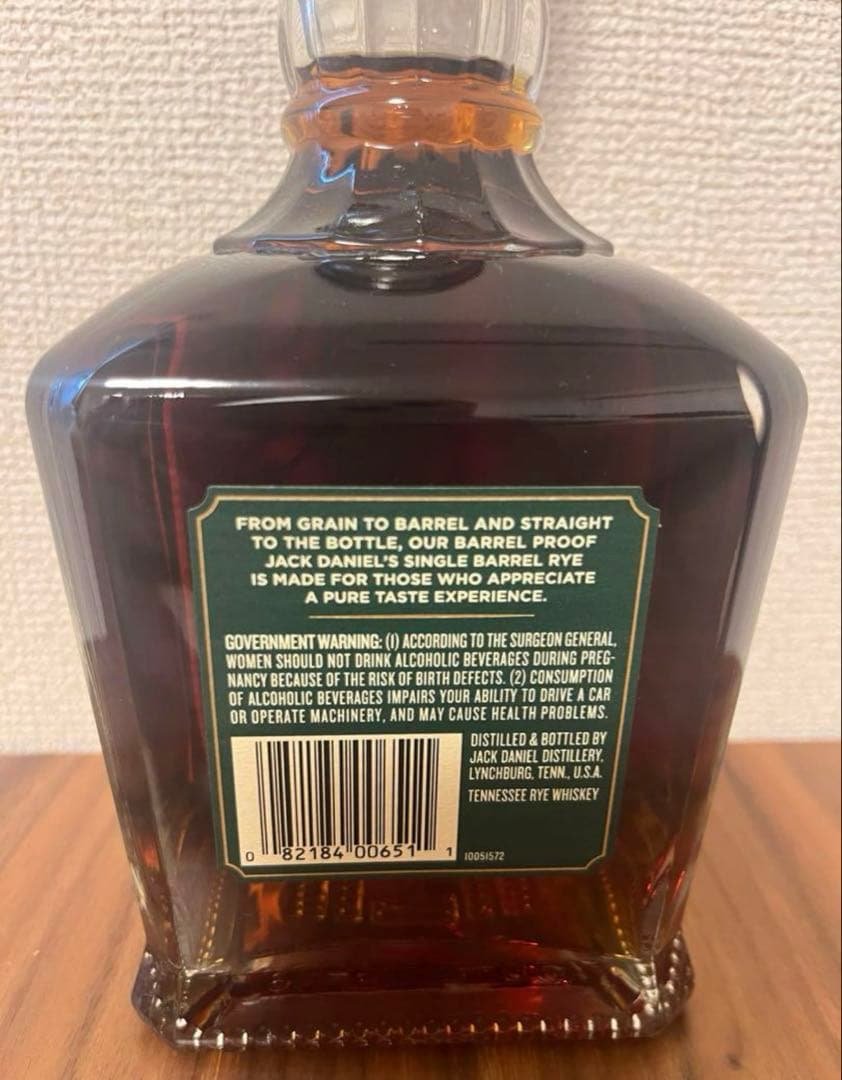 FROM GRAIN TO BARREL AND STRAIGHT
TO THE BOTTLE, OUR BARREL PROOF
JACK DANIEL'S SINGLE BARREL RYE
IS MADE FOR THOSE WHO APPRECIATE
A PURE TASTE EXPERIENCE.
GOVERNMENT WARNING: (1) ACCORDING TO THE SURGEON GENERAL,
WOMEN SHOULD NOT DRINK ALCOHOLIC BEVERAGES DURING PREG-
NANCY BECAUSE OF THE RISK OF BIRTH DEFECTS. (2) CONSUMPTION
OF ALCOHOLIC BEVERAGES IMPAIRS YOUR ABILITY TO DRIVE A CAR
OR OPERATE MACHINERY, AND MAY CAUSE HEALTH PROBLEMS.
DISTILLED & BOTTLED BY
JACK DANIEL DISTILLERY,
LYNCHBURG, TENN., U.S.A.
TENNESSEE RYE WHISKEY
0 82184 00651 1
10051572